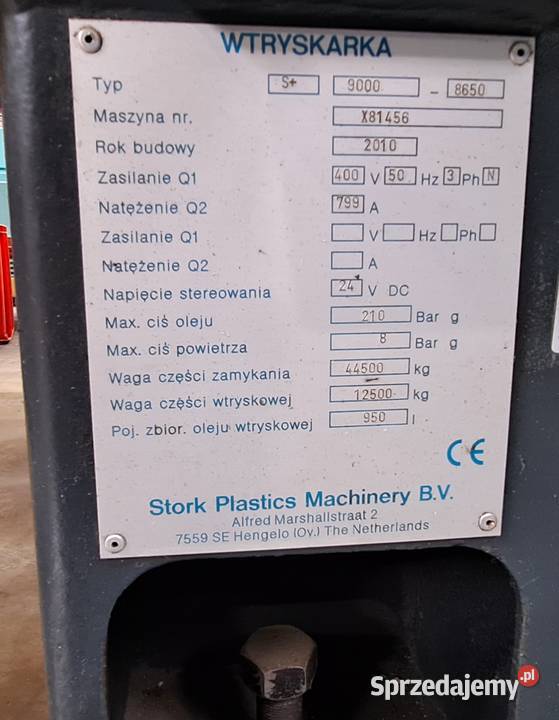 WTRYSKARKA
Typ S+ 9000 - 8650
Maszyna nr. X81456
Rok budowy 2010
Zasilanie Q1 400 V 50 Hz 3 Ph N
Natężenie Q2 799 A
Zasilanie Q1 V Hz Ph
Natężenie Q2 A
Napięcie stereowania 24 V DC
Max. ciś oleju 210 Bar g
Max. ciś powietrza 8 Bar g
Waga części zamykania 44500 kg
Waga części wtryskowej 12500 kg
Poj. zbior. oleju wtryskowej 950 l
CE
Stork Plastics Machinery B.V.
Alfred Marshallstraat 2
7559 SE Hengelo (Ov.) The Netherlands
Sprzedajemy.pl